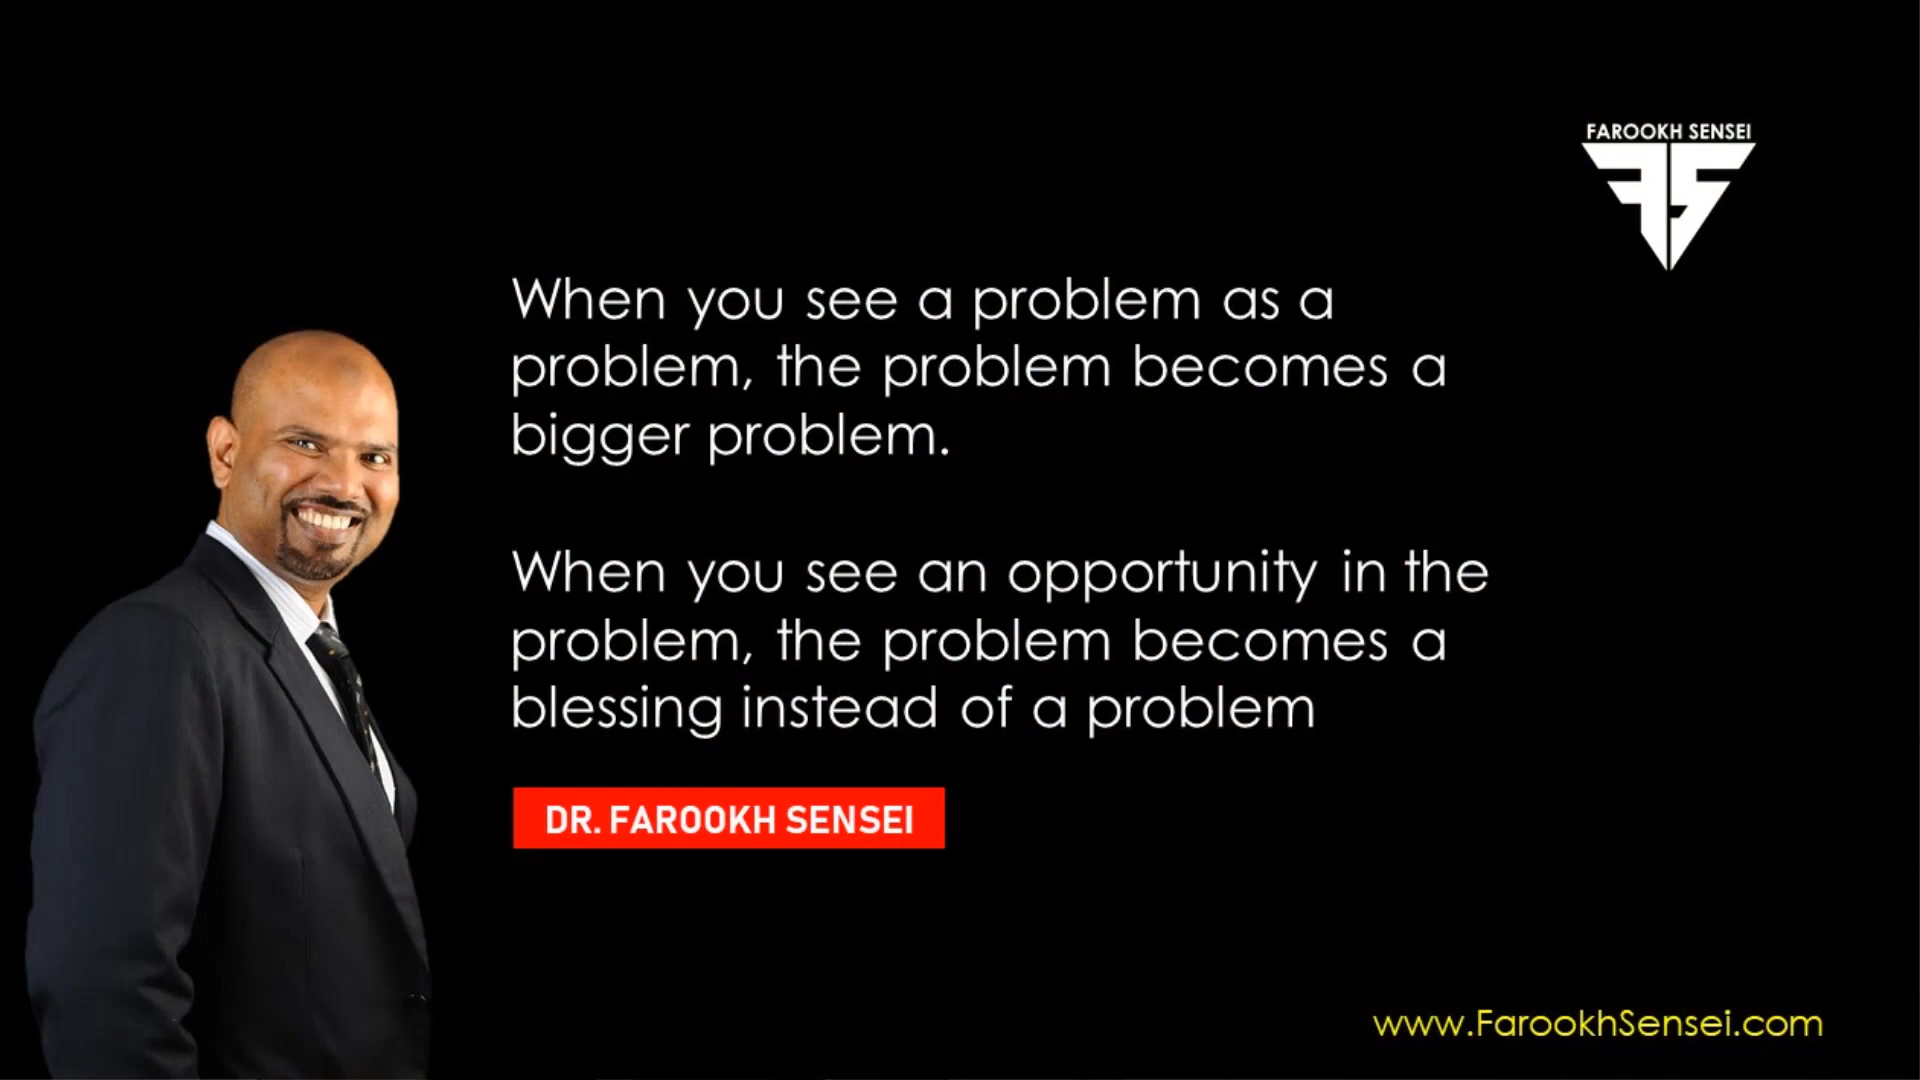 FAROOKH SENSEI
FS
When you see a problem as a
problem, the problem becomes a
bigger problem.
When you see an opportunity in the
problem, the problem becomes a
blessing instead of a problem
DR. FAROOKH SENSEI
www.FarookhSensei.com